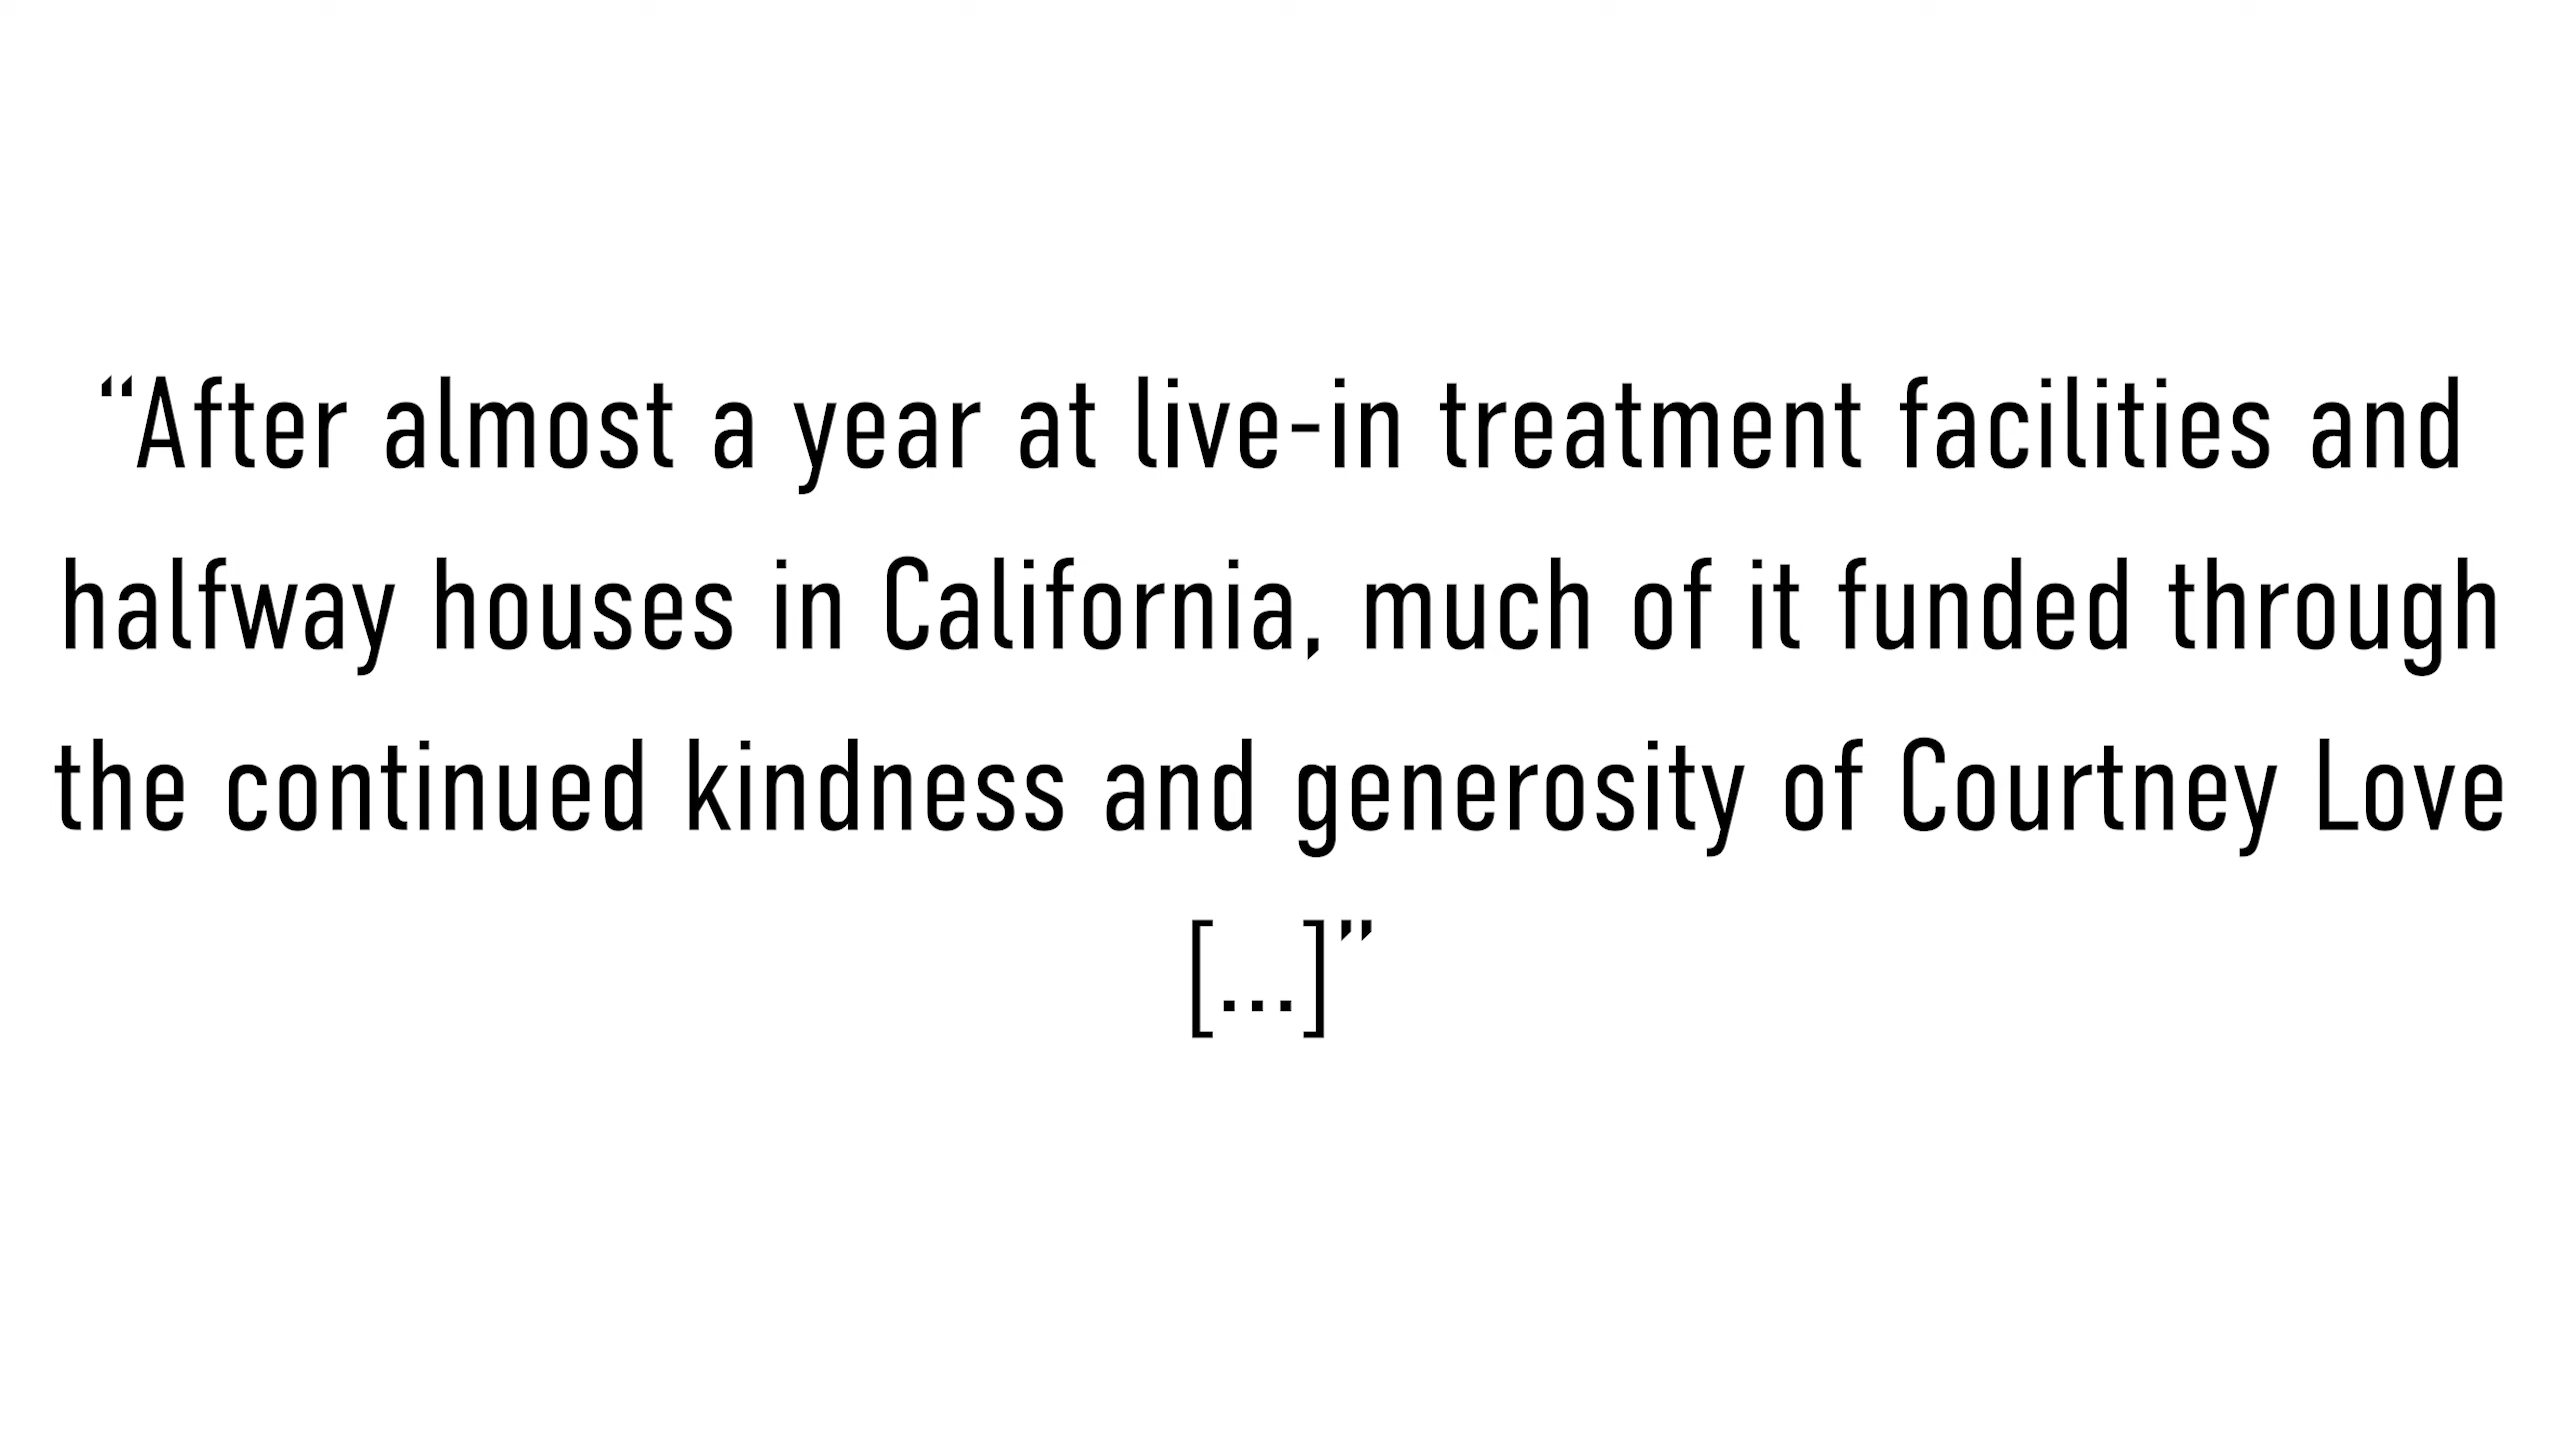 “After almost a year at live-in treatment facilities and
halfway houses in California, much of it funded through
the continued kindness and generosity of Courtney Love
[...]”